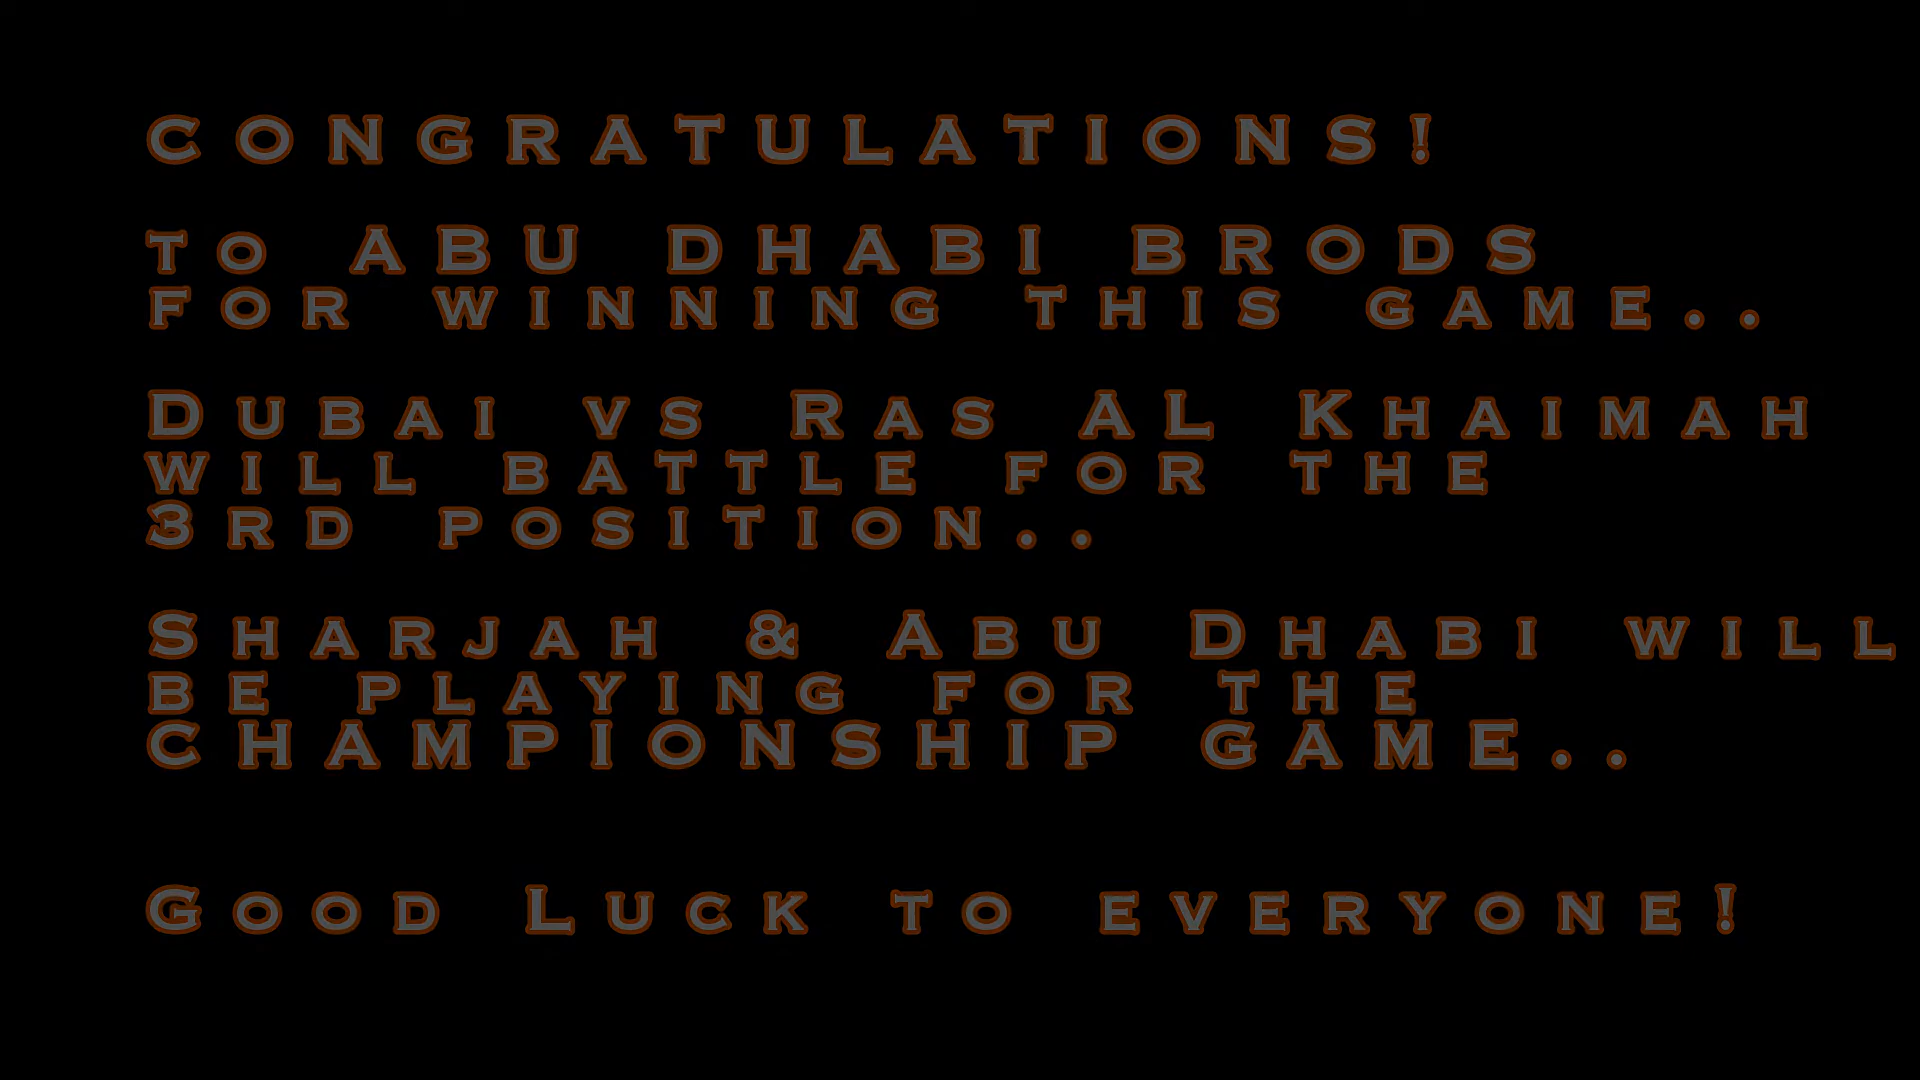 CONGRATULATIONS!
to ABU DHABI BRODS
for winning this game..
Dubai vs Ras AL Khaimah
will battle for the
3rd position..
Sharjah & Abu Dhabi will
be playing for the
CHAMPIONSHIP GAME..
Good Luck to everyone!